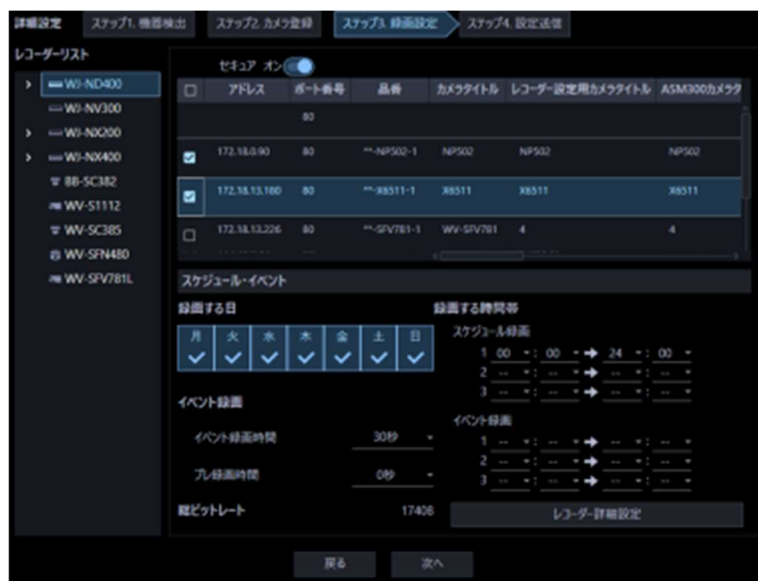 詳細設定 ステップ1. 機器検出 ステップ2. カメラ登録 ステップ3. 録画設定 ステップ4. 設定送信
レコーダーリスト
WJ-ND400
WJ-NV300
WJ-NX200
WJ-NX400
BB-SC382
WV-S1112
WV-SC385
WV-SFN480
WV-SFV781L
セキュア オン
アドレス ポート番号 品番 カメラタイトル レコーダー設定用カメラタイトル ASM300カメラタ
80
172.18.0.90 80 **-NP502-1 NP502 NP502 NP502
172.18.13.180 80 **-X6511-1 X6511 X6511 X6511
172.18.13.226 80 **-SFV781-1 WV-SFV781 4 4
スケジュール・イベント
録画する日
月 火 水 木 金 土 日
イベント録画
イベント録画時間 30秒
プレ録画時間 0秒
総ビットレート 17408
録画する時間帯
スケジュール録画
1 00 : 00 → 24 : 00
2 -- : -- → -- : --
3 -- : -- → -- : --
イベント録画
1 -- : -- → -- : --
2 -- : -- → -- : --
3 -- : -- → -- : --
レコーダー詳細設定
戻る 次へ